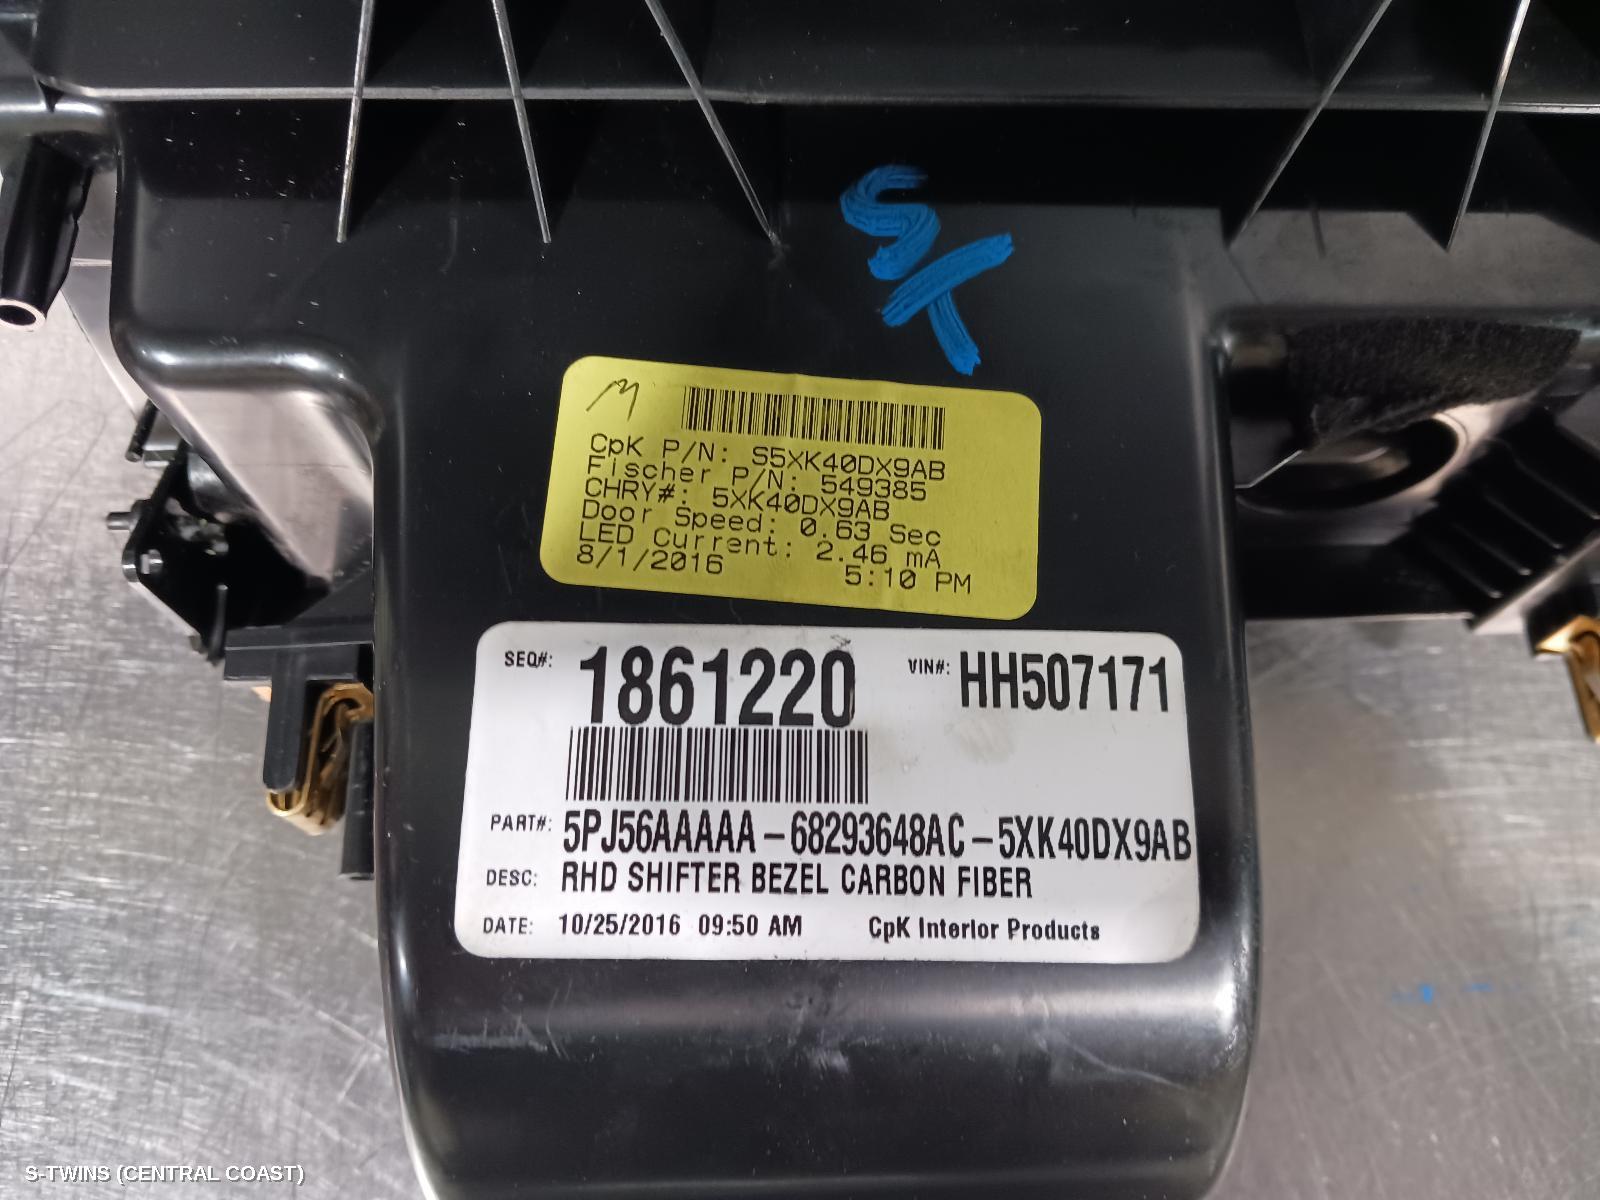 ST
M
CpK P/N: S5XK40DX9AB
Fischer P/N: 549385
CHRY#: 5XK40DX9AB
Door Speed: 0.63 Sec
LED Current: 2.46 mA
8/1/2016 5:10 PM
SEQ#: 1861220 VIN#: HH507171
PART#: 5PJ56AAAAA-68293648AC-5XK40DX9AB
DESC: RHD SHIFTER BEZEL CARBON FIBER
DATE: 10/25/2016 09:50 AM CpK Interior Products
S-TWINS (CENTRAL COAST)